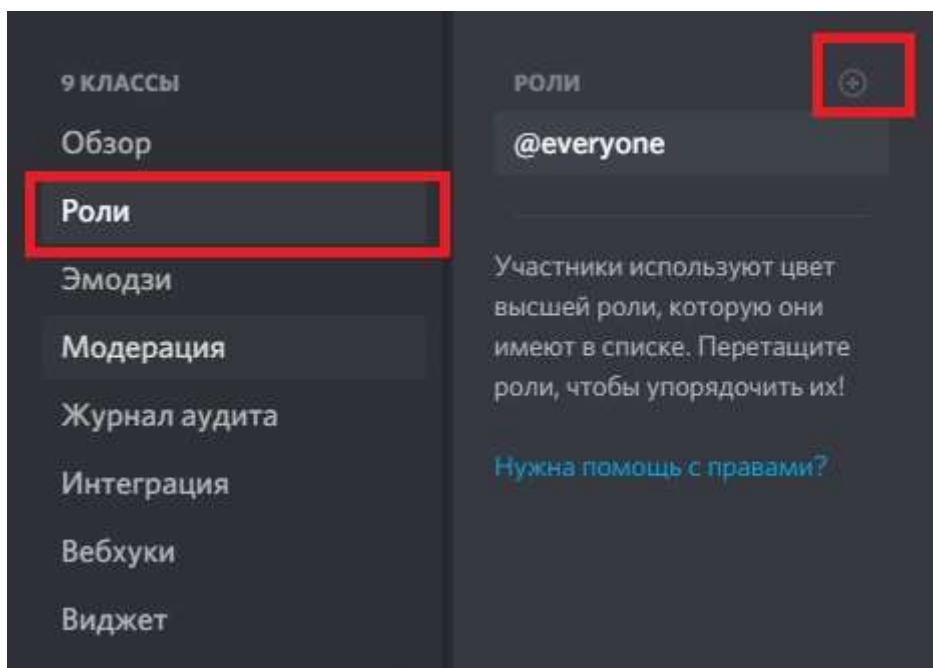 9 КЛАССЫ
Обзор
Роли
Эмодзи
Модерация
Журнал аудита
Интеграция
Вебхуки
Виджет
РОЛИ
@everyone
Участники используют цвет
высшей роли, которую они
имеют в списке. Перетащите
роли, чтобы упорядочить их!
Нужна помощь с правами?